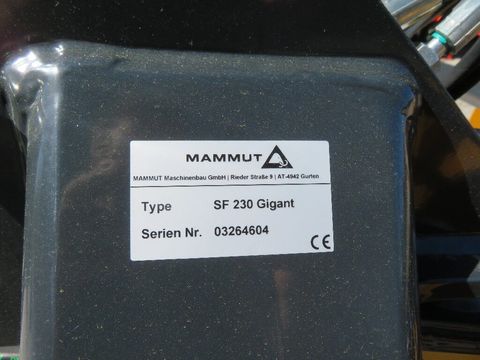 MAMMUT
MAMMUT Maschinenbau GmbH | Rieder Straße 9 | AT-4942 Gurten
Type SF 230 Gigant
Serien Nr. 03264604
CE